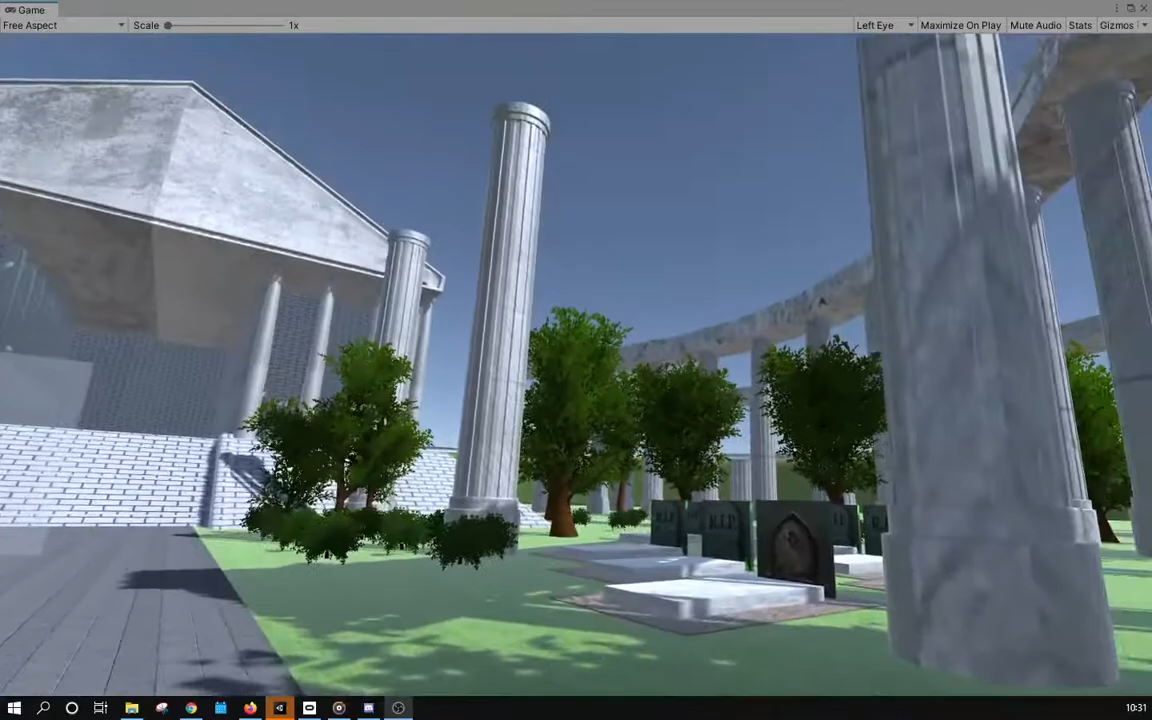 Game
Free Aspect
Scale
1x
Left Eye
Maximize On Play
Mute Audio
Stats
Gizmos
R.I.P
R.I.P
10:31